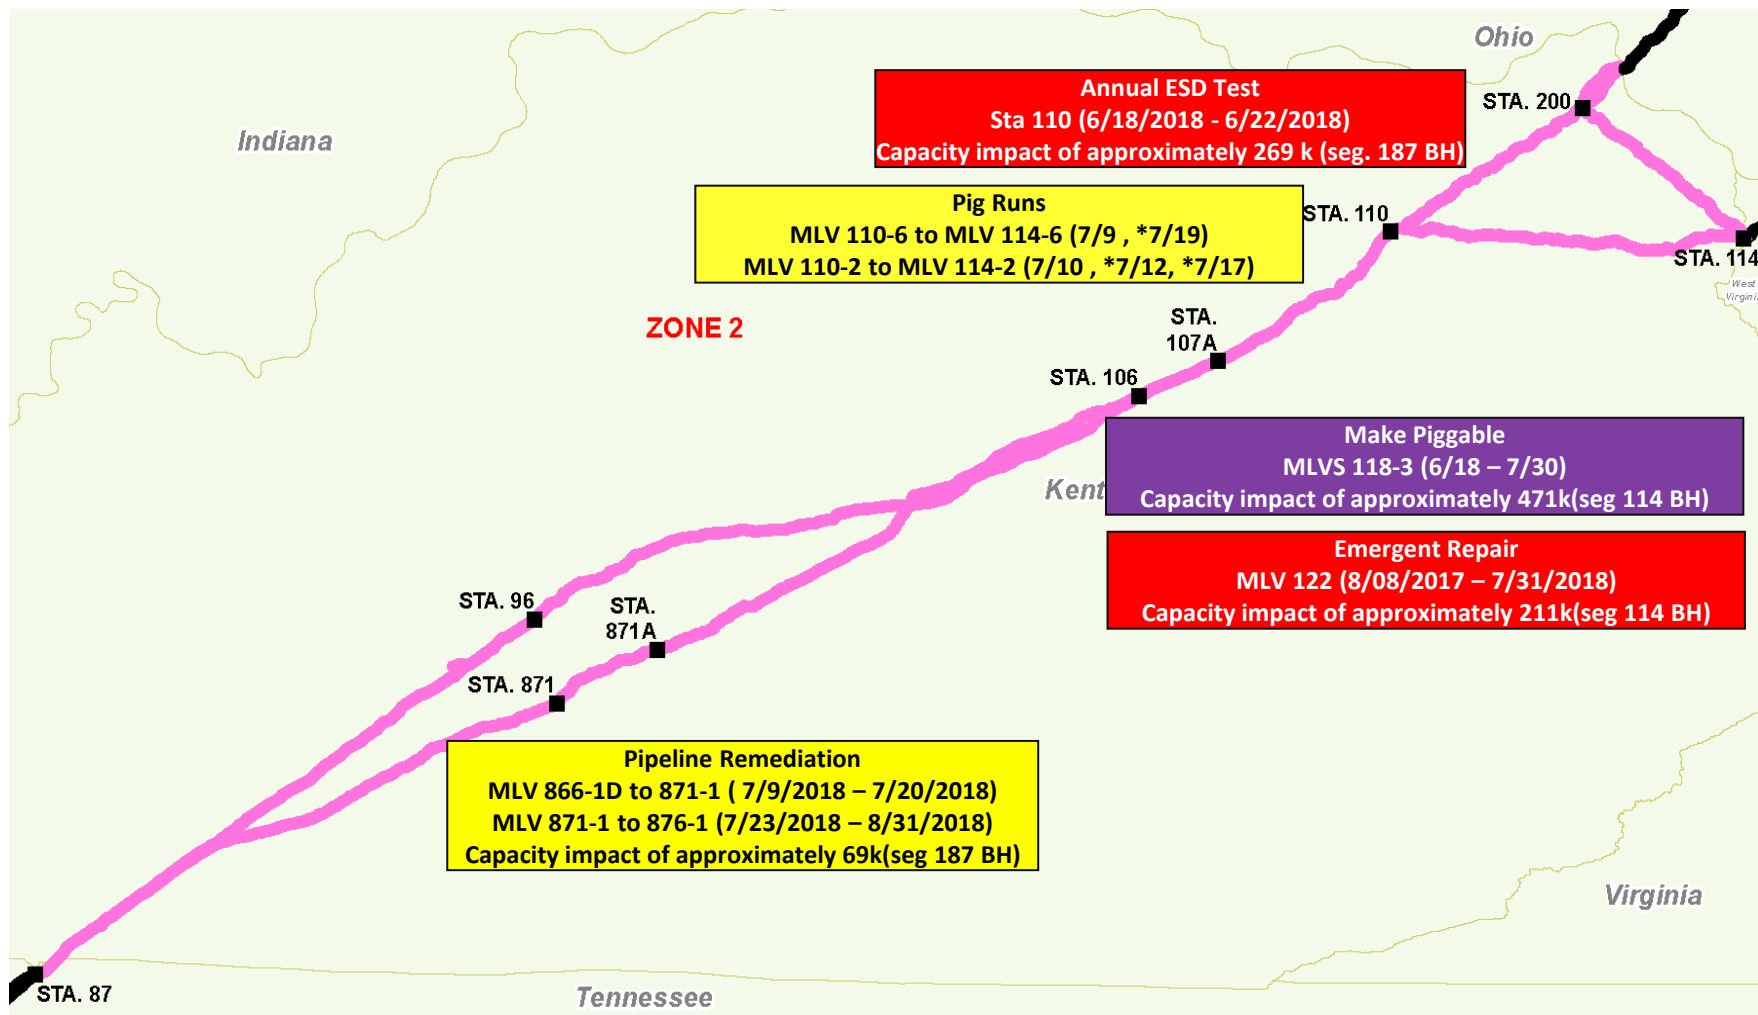 Ohio
Annual ESD Test
Sta 110 (6/18/2018 - 6/22/2018)
Capacity impact of approximately 269 k (seg. 187 BH)
STA. 200
Indiana
Pig Runs
MLV 110-6 to MLV 114-6 (7/9 , *7/19)
MLV 110-2 to MLV 114-2 (7/10 , *7/12, *7/17)
STA. 110
STA. 114
West
Virginia
ZONE 2
STA.
107A
STA. 106
Make Piggable
MLVS 118-3 (6/18 – 7/30)
Capacity impact of approximately 471k(seg 114 BH)
Kent
Emergent Repair
MLV 122 (8/08/2017 – 7/31/2018)
Capacity impact of approximately 211k(seg 114 BH)
STA. 96
STA.
871A
STA. 871
Pipeline Remediation
MLV 866-1D to 871-1 ( 7/9/2018 – 7/20/2018)
MLV 871-1 to 876-1 (7/23/2018 – 8/31/2018)
Capacity impact of approximately 69k(seg 187 BH)
Virginia
STA. 87
Tennessee